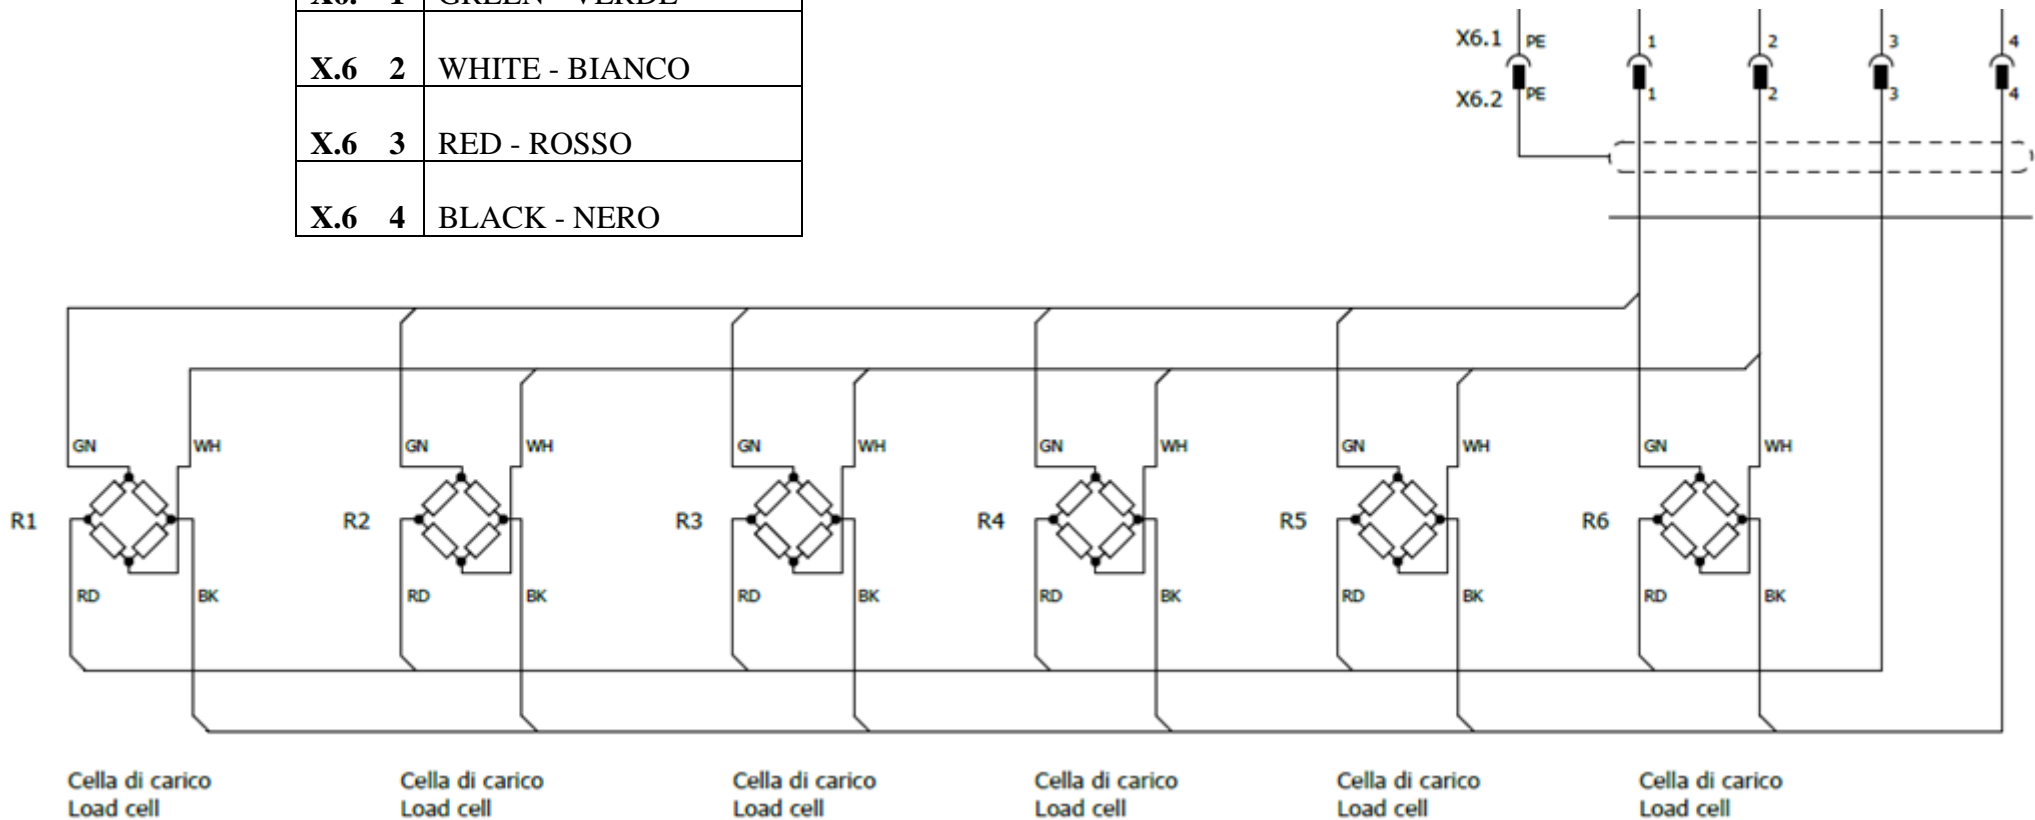 X6. 1 GREEN - VERDE
X.6 2 WHITE - BIANCO
X.6 3 RED - ROSSO
X.6 4 BLACK - NERO
X6.1 PE 1 2 3 4
X6.2 PE 1 2 3 4
GN WH GN WH GN WH GN WH GN WH GN WH
R1 R2 R3 R4 R5 R6
RD BK RD BK RD BK RD BK RD BK RD BK
Cella di carico Cella di carico Cella di carico Cella di carico Cella di carico Cella di carico
Load cell Load cell Load cell Load cell Load cell Load cell